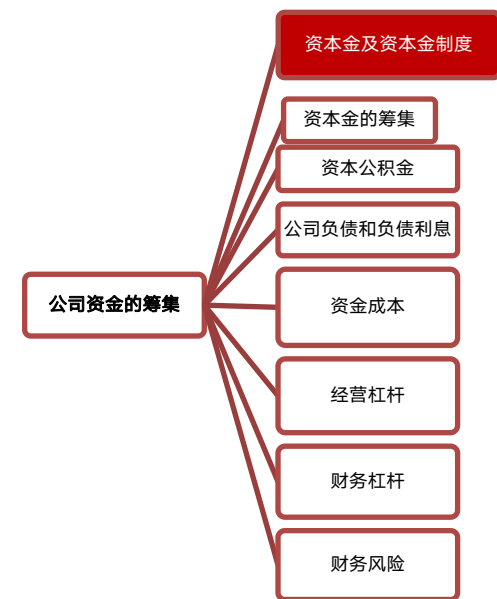 资本金及资本金制度
资本金的筹集
资本公积金
公司负债和负债利息
公司资金的筹集
资金成本
经营杠杆
财务杠杆
财务风险